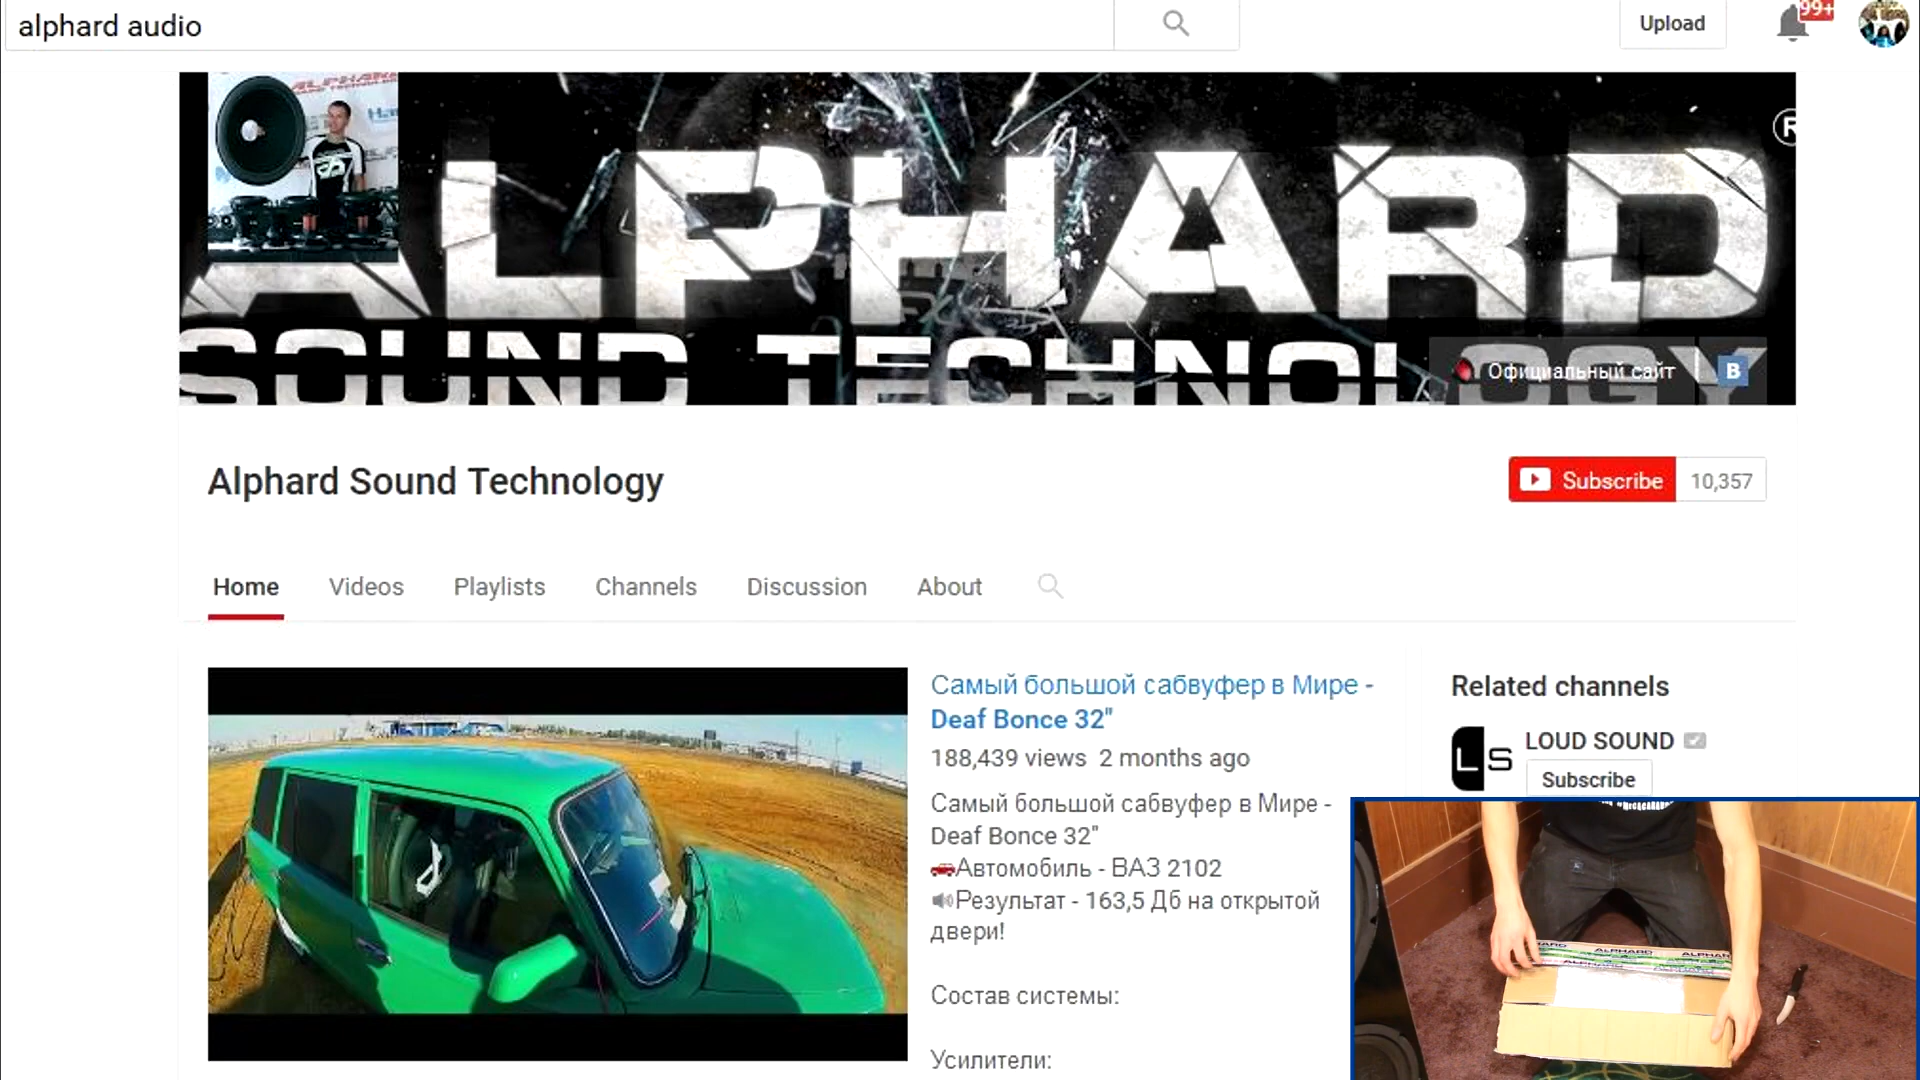 alphard audio
Upload
99+
ALPHARD
®
SOUND TECHNOLOGY
Официальный сайт
B
Alphard Sound Technology
Subscribe
10,357
Home
Videos
Playlists
Channels
Discussion
About
Самый большой сабвуфер в Мире -
Deaf Bonce 32"
188,439 views 2 months ago
Самый большой сабвуфер в Мире -
Deaf Bonce 32"
Автомобиль - ВАЗ 2102
Результат - 163,5 Дб на открытой
двери!
Состав системы:
Усилители:
Related channels
LS
LOUD SOUND
Subscribe
ALPHARD